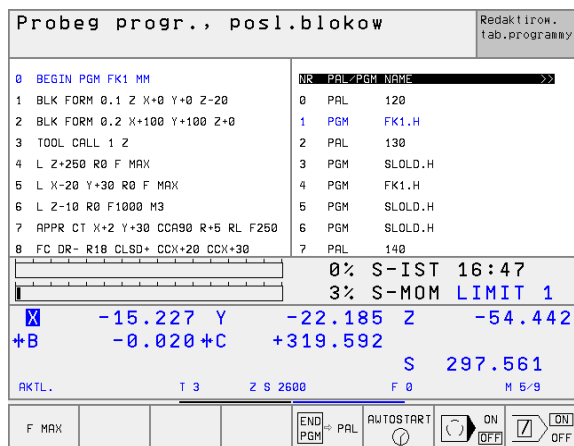 Probeg progr., posl.blokow
Redaktirow.
tab.programmy
0 BEGIN PGM FK1 MM
1 BLK FORM 0.1 Z X+0 Y+0 Z-20
2 BLK FORM 0.2 X+100 Y+100 Z+0
3 TOOL CALL 1 Z
4 L Z+250 R0 F MAX
5 L X-20 Y+30 R0 F MAX
6 L Z-10 R0 F1000 M3
7 APPR CT X+2 Y+30 CCA90 R+5 RL F250
8 FC DR- R18 CLSD+ CCX+20 CCX+30
NR PAL/PGM NAME >>
0 PAL 120
1 PGM FK1.H
2 PAL 130
3 PGM SLOLD.H
4 PGM FK1.H
5 PGM SLOLD.H
6 PGM SLOLD.H
7 PAL 140
0% S-IST 16:47
3% S-MOM LIMIT 1
X -15.227 Y -22.185 Z -54.442
B -0.020 C +319.592
S 297.561
AKTL. T 3 Z S 2600 F 0 M 5/9
F MAX
END PGM ⇨ PAL
AUTOSTART
ON
OFF
ON
OFF